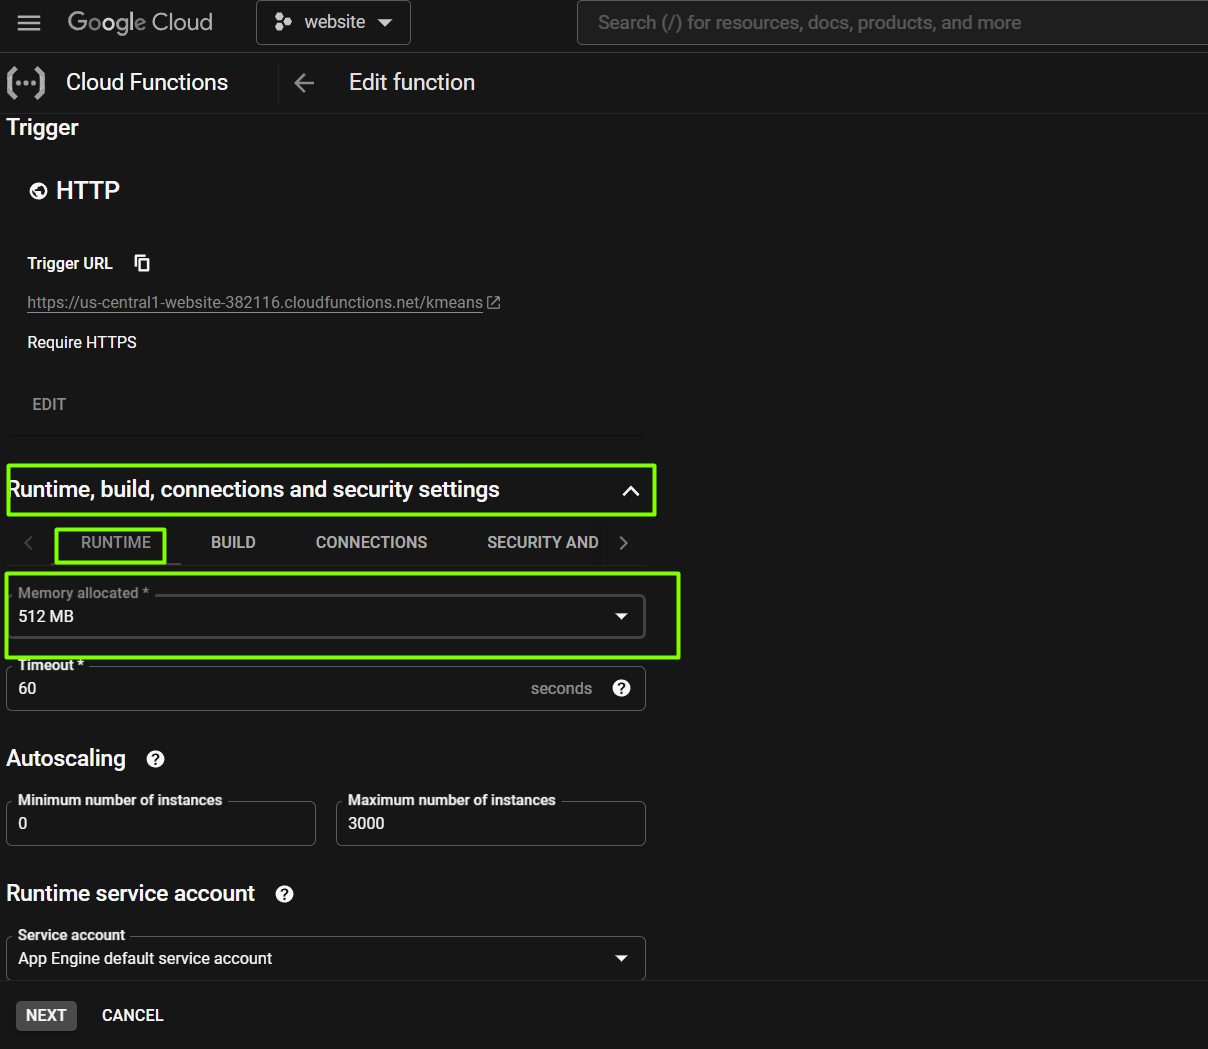 Google Cloud
website
Search (/) for resources, docs, products, and more
Cloud Functions
Edit function
Trigger
HTTP
Trigger URL
https://us-central1-website-382116.cloudfunctions.net/kmeans
Require HTTPS
EDIT
Runtime, build, connections and security settings
RUNTIME BUILD CONNECTIONS SECURITY AND
Memory allocated *
512 MB
Timeout *
60 seconds
Autoscaling
Minimum number of instances Maximum number of instances
0 3000
Runtime service account
Service account
App Engine default service account
NEXT CANCEL